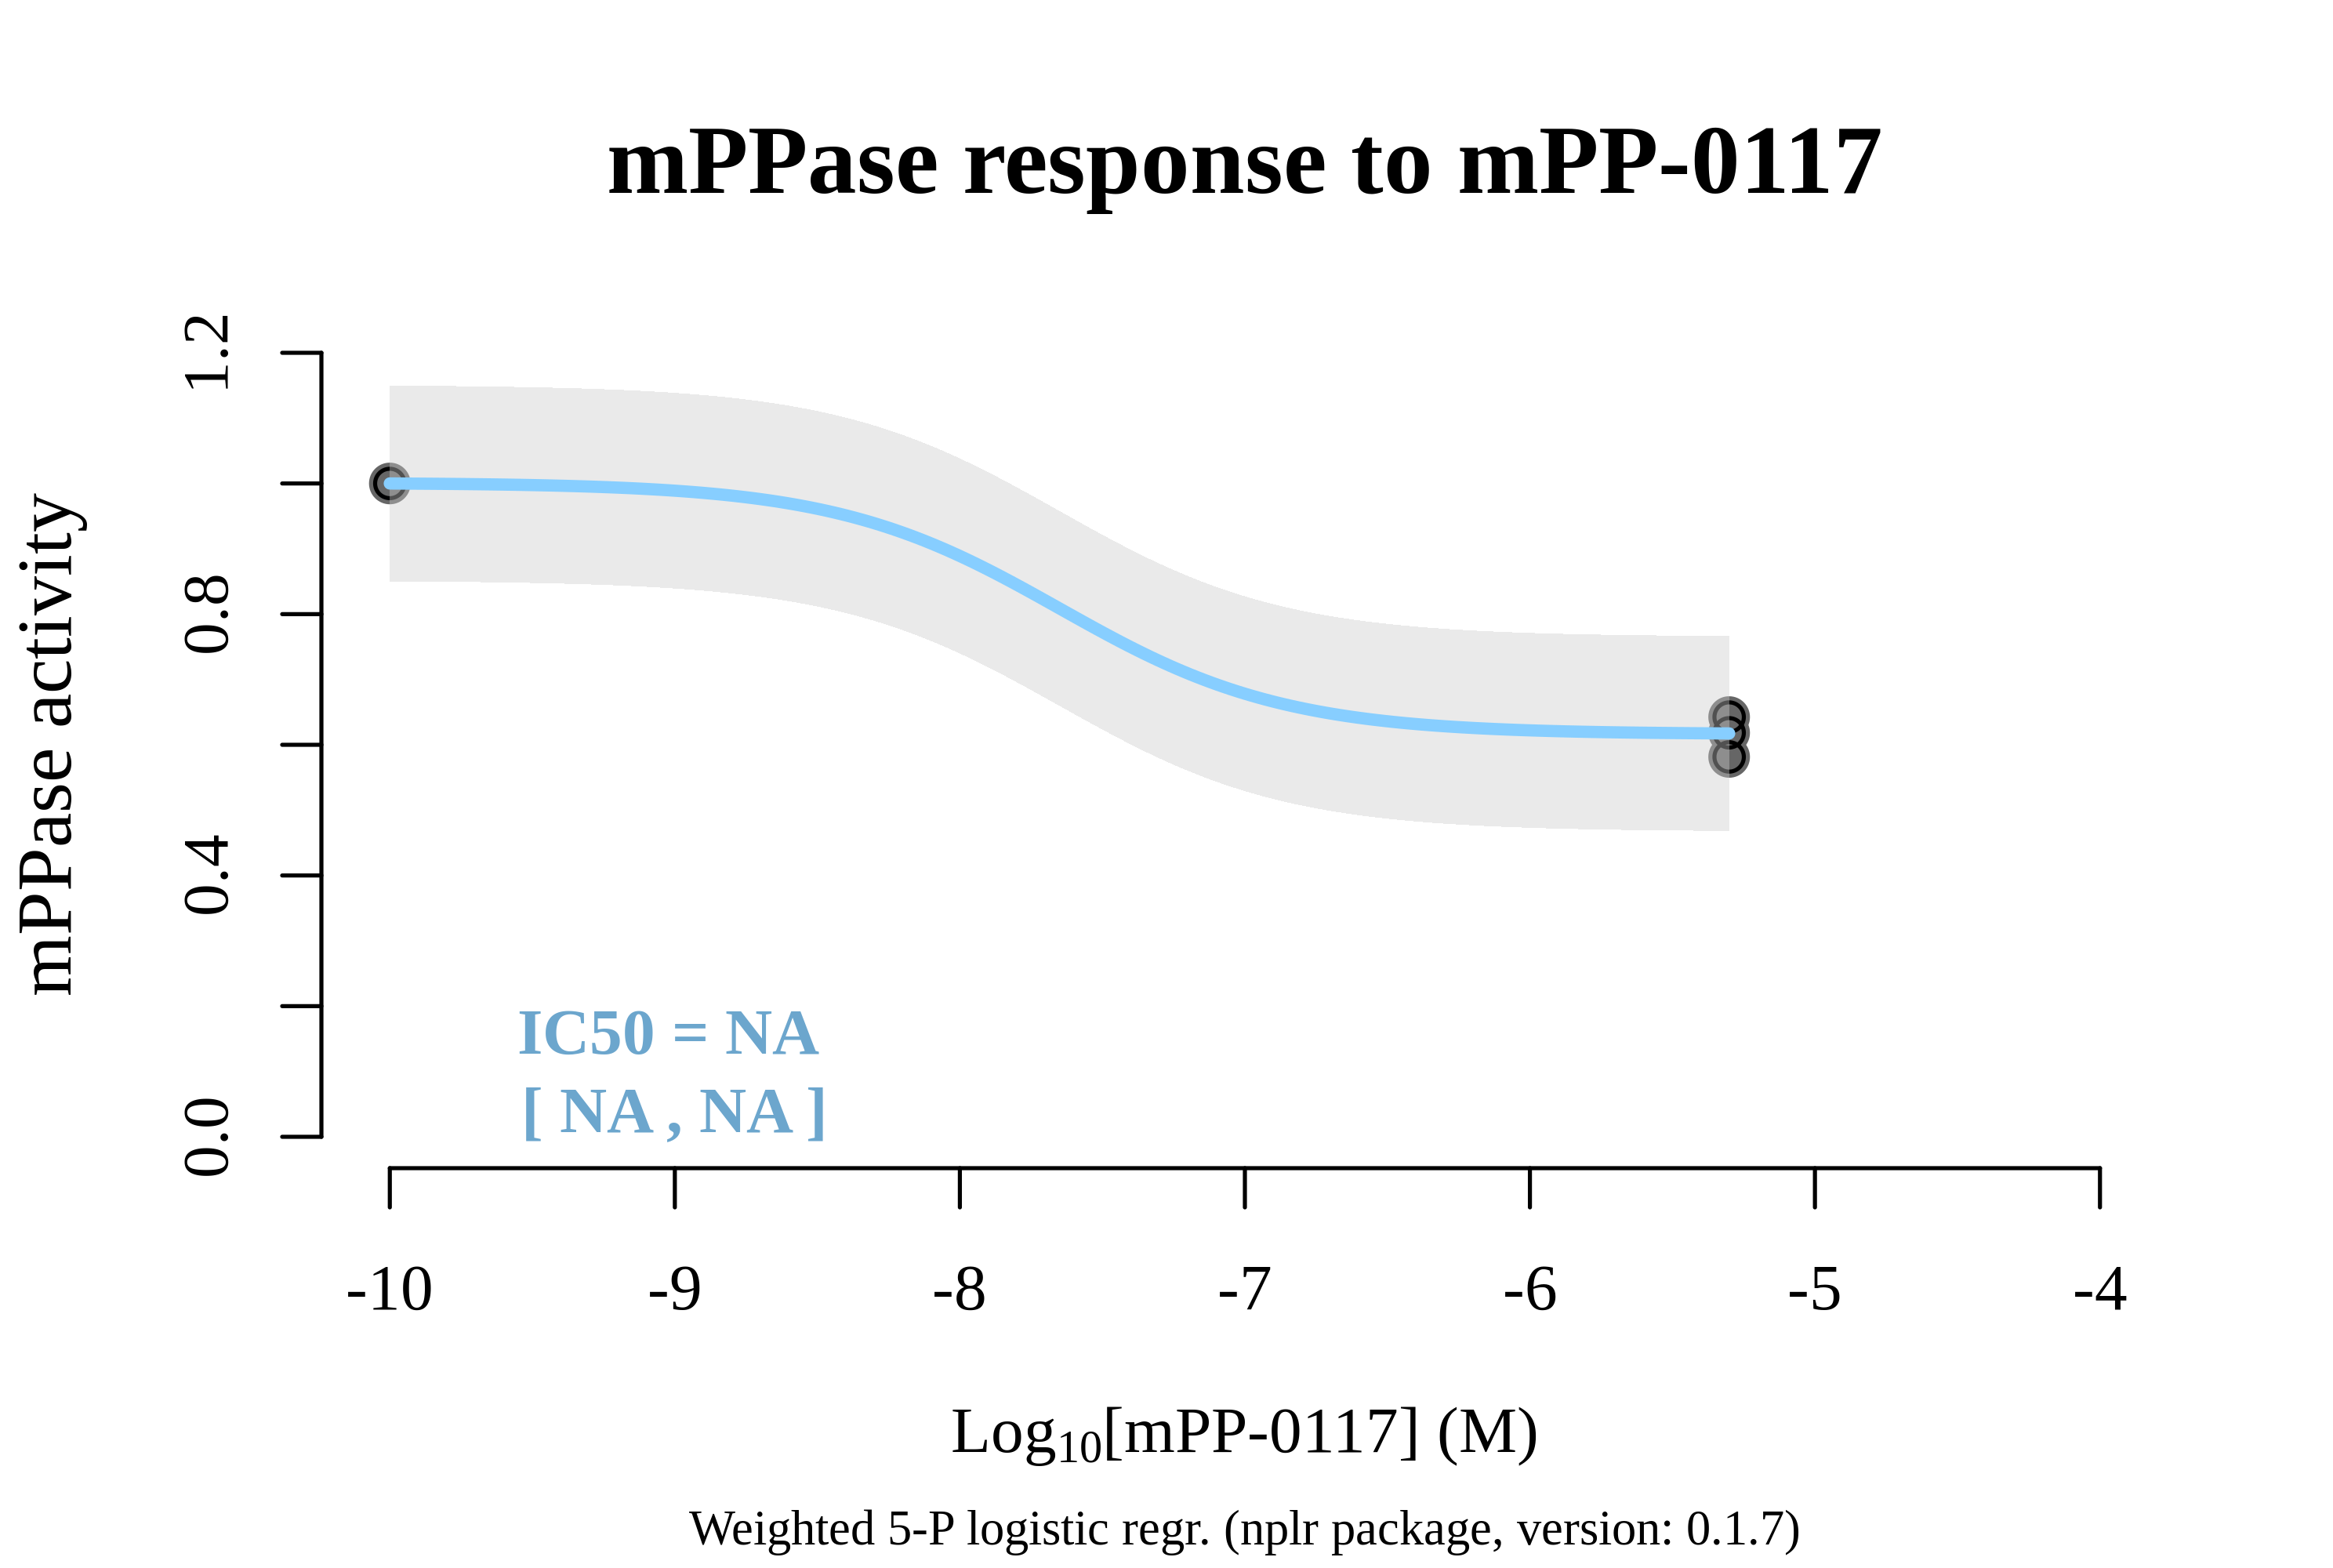 mPPase response to mPP-0117
mPPase activity
1.2
0.8
0.4
0.0
IC50 = NA
[ NA , NA ]
-10 -9 -8 -7 -6 -5 -4
Log10[mPP-0117] (M)
Weighted 5-P logistic regr. (nplr package, version: 0.1.7)